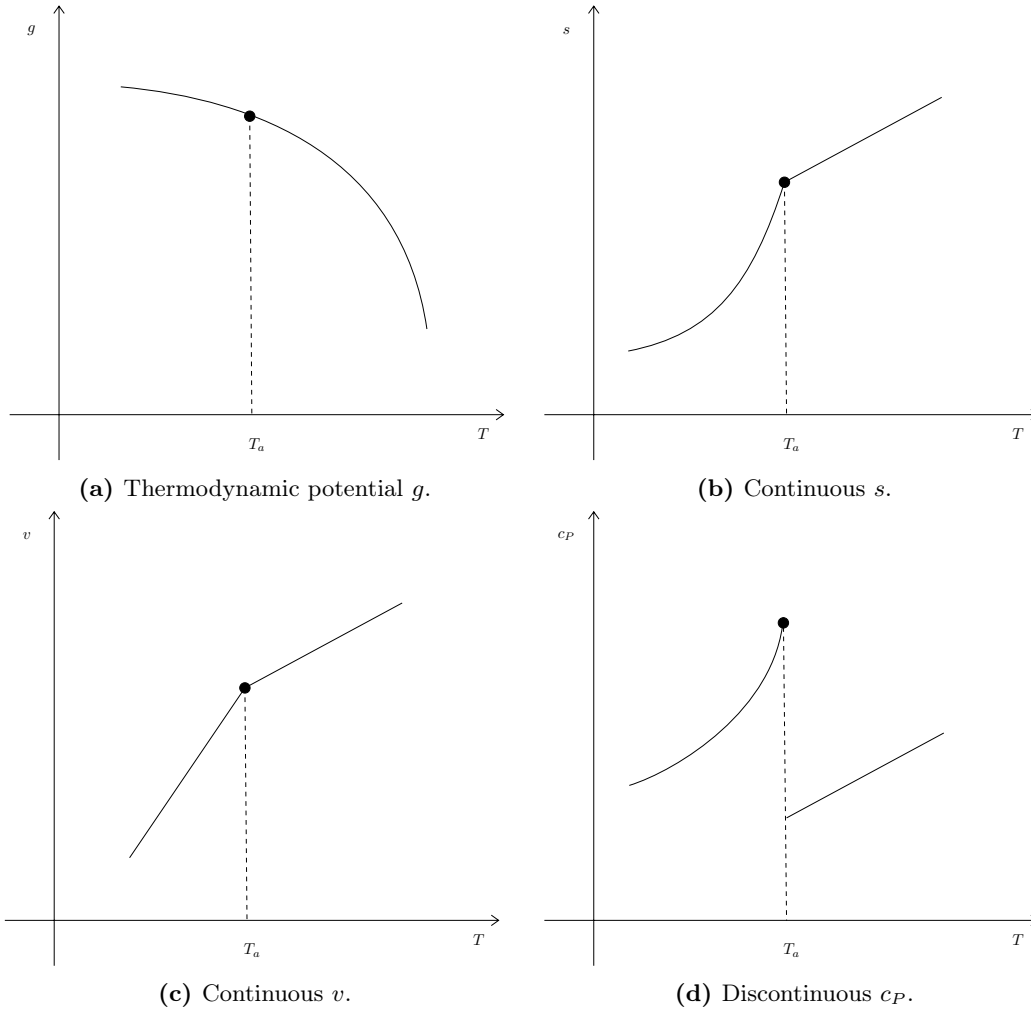 g
T
T_a
(a) Thermodynamic potential g.
s
T
T_a
(b) Continuous s.
v
T
T_a
(c) Continuous v.
c_P
T
T_a
(d) Discontinuous c_P.